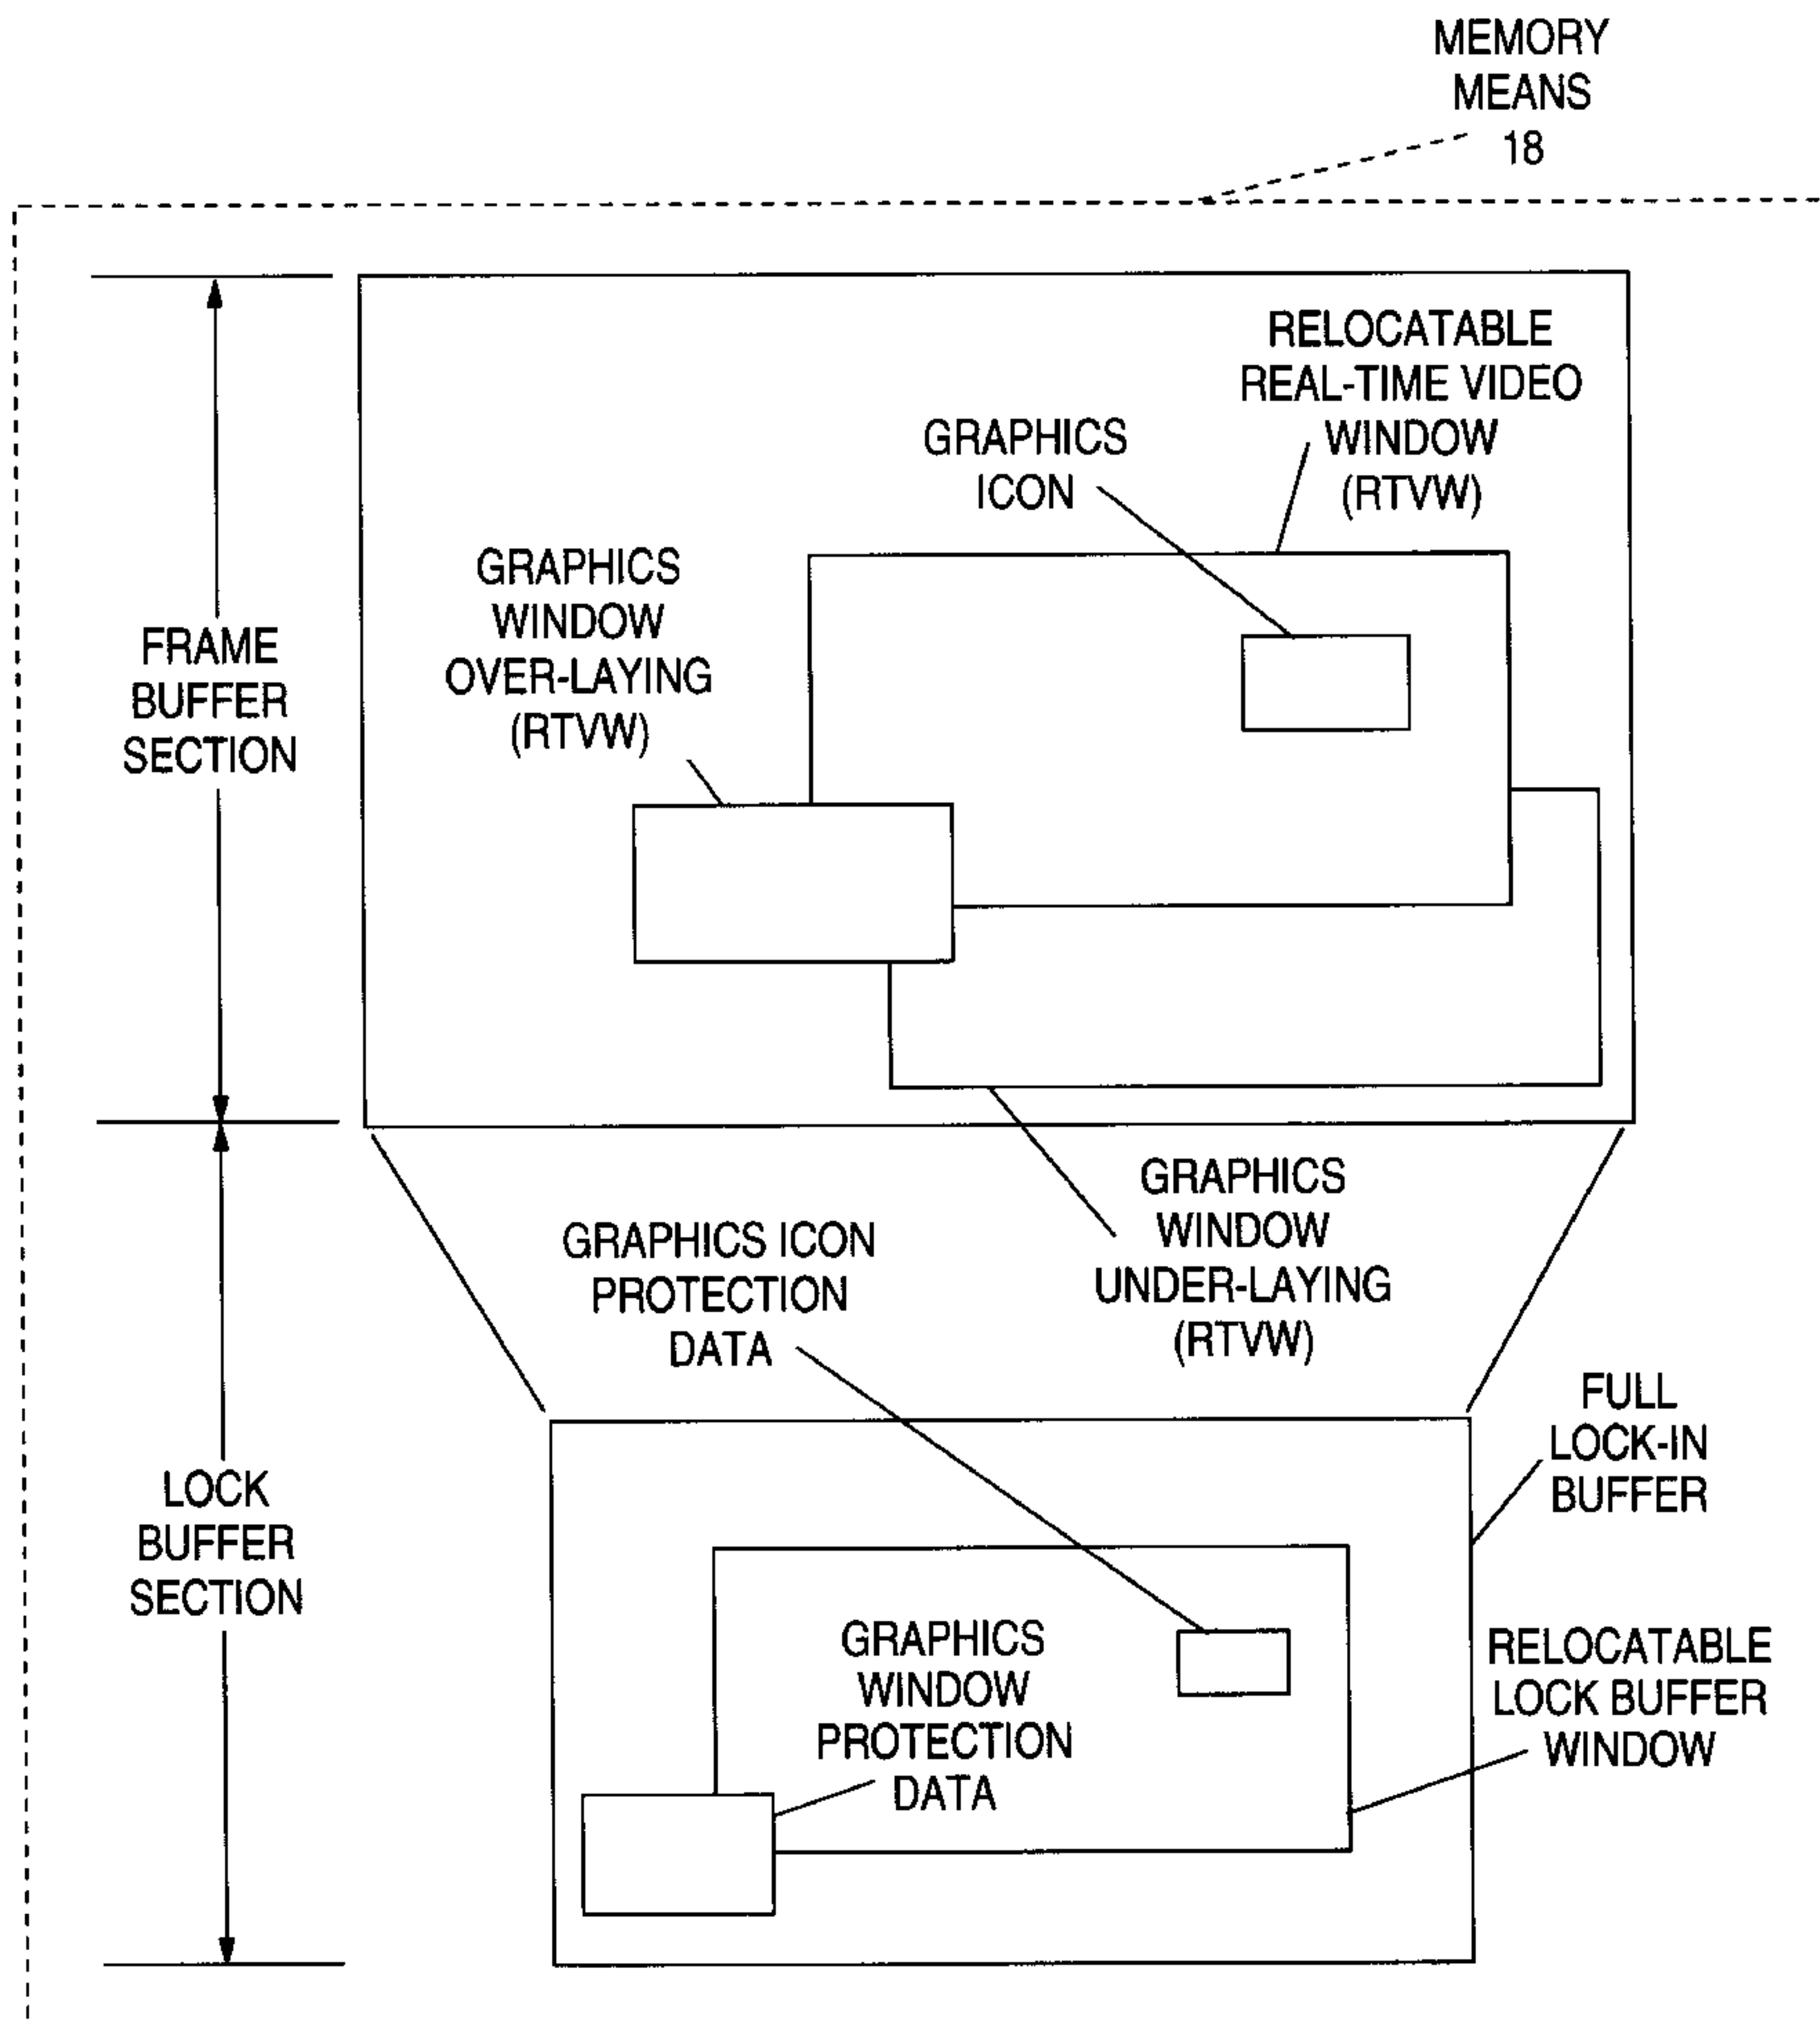 MEMORY
MEANS
18
RELOCATABLE
REAL-TIME VIDEO
WINDOW
(RTVW)
GRAPHICS
ICON
GRAPHICS
WINDOW
OVER-LAYING
(RTVW)
FRAME
BUFFER
SECTION
GRAPHICS
WINDOW
UNDER-LAYING
(RTVW)
GRAPHICS ICON
PROTECTION
DATA
FULL
LOCK-IN
BUFFER
LOCK
BUFFER
SECTION
GRAPHICS
WINDOW
PROTECTION
DATA
RELOCATABLE
LOCK BUFFER
WINDOW